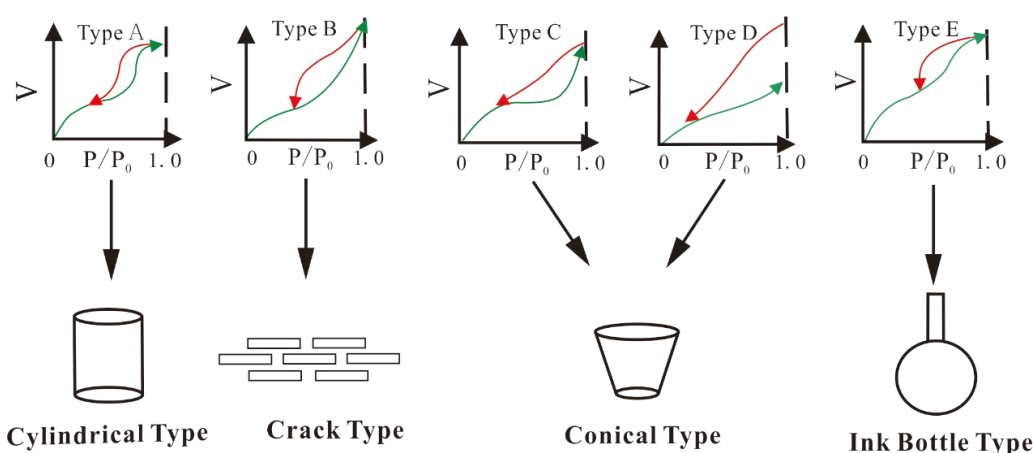 Type A
V
0
P/P₀
1.0
Type B
V
0
P/P₀
1.0
Type C
V
0
P/P₀
1.0
Type D
V
0
P/P₀
1.0
Type E
V
0
P/P₀
1.0
Cylindrical Type
Crack Type
Conical Type
Ink Bottle Type